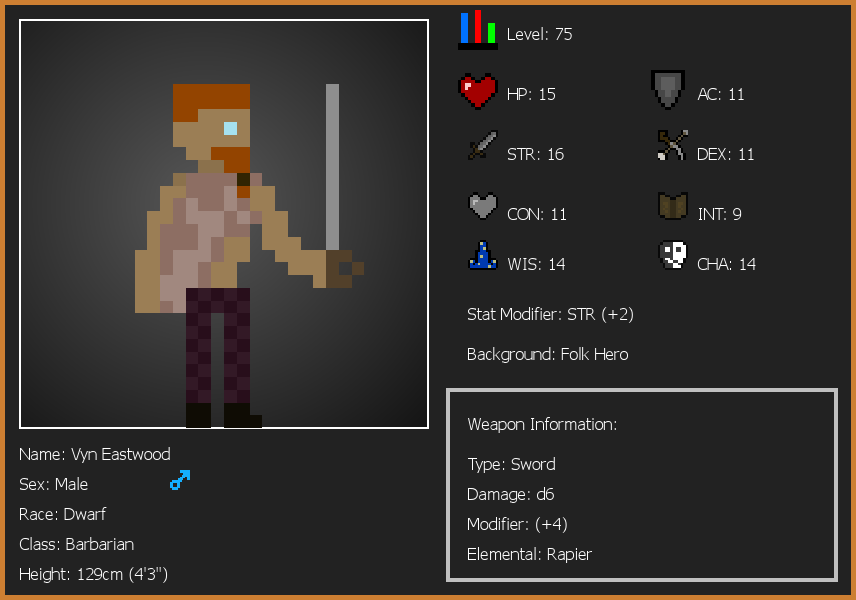 Level: 75
HP: 15
AC: 11
STR: 16
DEX: 11
CON: 11
INT: 9
WIS: 14
CHA: 14
Stat Modifier: STR (+2)
Background: Folk Hero
Weapon Information:
Type: Sword
Damage: d6
Modifier: (+4)
Elemental: Rapier
Name: Vyn Eastwood
Sex: Male
Race: Dwarf
Class: Barbarian
Height: 129cm (4'3")